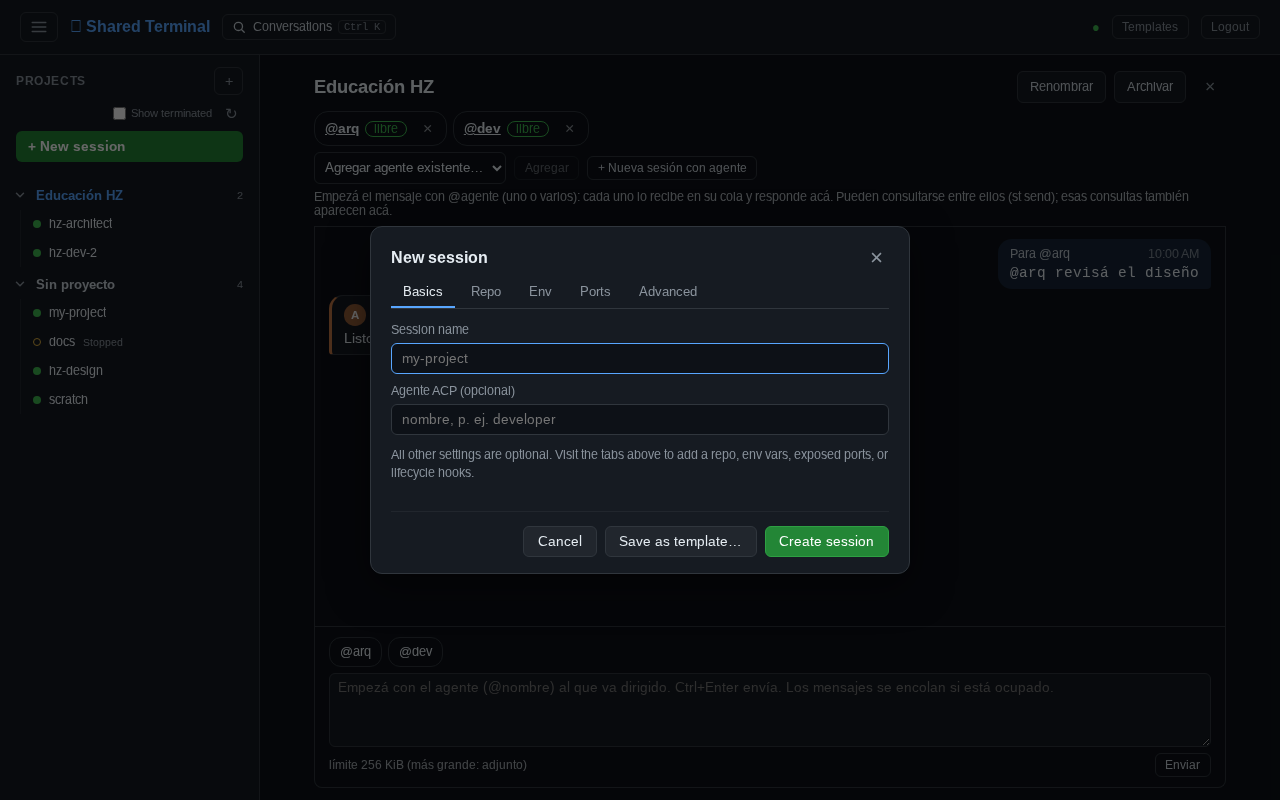 Shared Terminal
Conversations Ctrl K
Templates
Logout
PROJECTS
+
Show terminated
+ New session
Educación HZ 2
hz-architect
hz-dev-2
Sin proyecto 4
my-project
docs Stopped
hz-design
scratch
Educación HZ
Renombrar
Archivar
@arq libre
@dev libre
Agregar agente existente…
Agregar
+ Nueva sesión con agente
Empezá el mensaje con @agente (uno o varios): cada uno lo recibe en su cola y responde acá. Pueden consultarse entre ellos (st send); esas consultas también
aparecen acá.
Para @arq 10:00 AM
@arq revisá el diseño
A
Listo
New session
Basics Repo Env Ports Advanced
Session name
my-project
Agente ACP (opcional)
nombre, p. ej. developer
All other settings are optional. Visit the tabs above to add a repo, env vars, exposed ports, or
lifecycle hooks.
Cancel
Save as template…
Create session
@arq @dev
Empezá con el agente (@nombre) al que va dirigido. Ctrl+Enter envía. Los mensajes se encolan si está ocupado.
límite 256 KiB (más grande: adjunto)
Enviar